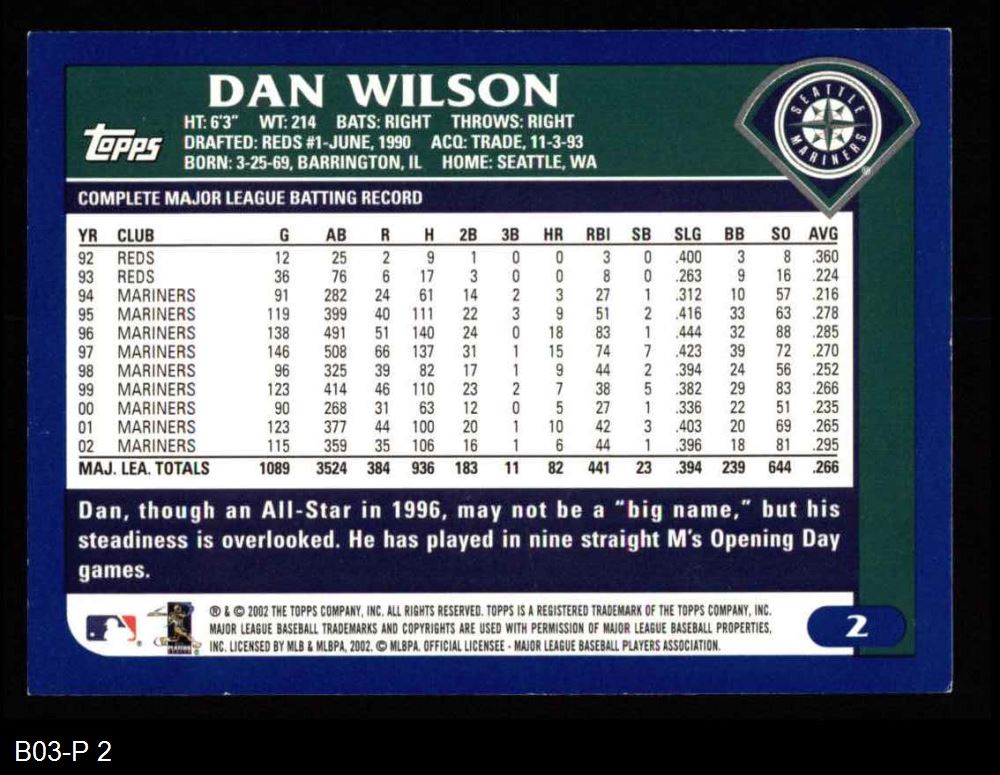 DAN WILSON
SEATTLE MARINERS
topps
HT: 6'3" WT: 214 BATS: RIGHT THROWS: RIGHT
DRAFTED: REDS #1-JUNE, 1990 ACQ: TRADE, 11-3-93
BORN: 3-25-69, BARRINGTON, IL HOME: SEATTLE, WA
COMPLETE MAJOR LEAGUE BATTING RECORD
YR CLUB G AB R H 2B 3B HR RBI SB SLG BB SO AVG
92 REDS 12 25 2 9 1 0 0 3 0 .400 3 8 .360
93 REDS 36 76 6 17 3 0 0 8 0 .263 9 16 .224
94 MARINERS 91 282 24 61 14 2 3 27 1 .312 10 57 .216
95 MARINERS 119 399 40 111 22 3 9 51 2 .416 33 63 .278
96 MARINERS 138 491 51 140 24 0 18 83 1 .444 32 88 .285
97 MARINERS 146 508 66 137 31 1 15 74 7 .423 39 72 .270
98 MARINERS 96 325 39 82 17 1 9 44 2 .394 24 56 .252
99 MARINERS 123 414 46 110 23 2 7 38 5 .382 29 83 .266
00 MARINERS 90 268 31 63 12 0 5 27 1 .336 22 51 .235
01 MARINERS 123 377 44 100 20 1 10 42 3 .403 20 69 .265
02 MARINERS 115 359 35 106 16 1 6 44 1 .396 18 81 .295
MAJ. LEA. TOTALS 1089 3524 384 936 183 11 82 441 23 .394 239 644 .266
Dan, though an All-Star in 1996, may not be a "big name," but his
steadiness is overlooked. He has played in nine straight M's Opening Day
games.
® & © 2002 THE TOPPS COMPANY, INC. ALL RIGHTS RESERVED. TOPPS IS A REGISTERED TRADEMARK OF THE TOPPS COMPANY, INC.
MAJOR LEAGUE BASEBALL TRADEMARKS AND COPYRIGHTS ARE USED WITH PERMISSION OF MAJOR LEAGUE BASEBALL PROPERTIES,
INC. LICENSED BY MLB & MLBPA, 2002. © MLBPA. OFFICIAL LICENSEE - MAJOR LEAGUE BASEBALL PLAYERS ASSOCIATION.
2
B03-P 2